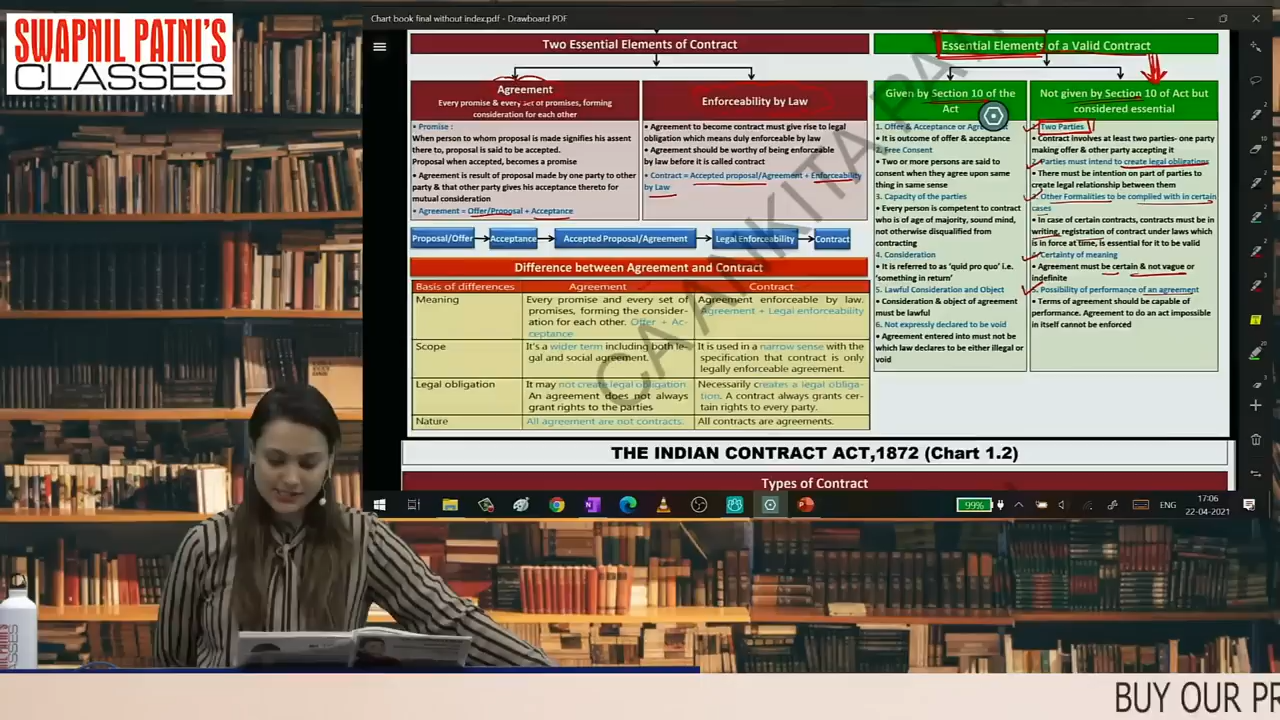 SWAPNIL PATNI'S
CLASSES
Chart book final without index.pdf - Drawboard PDF
Two Essential Elements of Contract
Agreement
Every promise & every set of promises, forming
consideration for each other
• Promise :
When person to whom proposal is made signifies his assent
there to, proposal is said to be accepted.
Proposal when accepted, becomes a promise
• Agreement is result of proposal made by one party to other
party & that other party gives his acceptance thereto for
mutual consideration
• Agreement = Offer/Proposal + Acceptance
Enforceability by Law
• Agreement to become contract must give rise to legal
obligation which means duly enforceable by law
• Agreement should be worthy of being enforceable
by law before it is called contract
• Contract = Accepted proposal/Agreement + Enforceability
by Law
Proposal/Offer
Acceptance
Accepted Proposal/Agreement
Legal Enforceability
Contract
Difference between Agreement and Contract
Basis of differences Agreement Contract
Meaning
Every promise and every set of
promises, forming the consider-
ation for each other. Offer + Ac-
ceptance
Agreement enforceable by law.
Agreement + Legal enforceability
Scope
It's a wider term including both le-
gal and social agreement.
It is used in a narrow sense with the
specification that contract is only
legally enforceable agreement.
Legal obligation
It may not create legal obligation
An agreement does not always
grant rights to the parties
Necessarily creates a legal obliga-
tion. A contract always grants cer-
tain rights to every party.
Nature
All agreement are not contracts.
All contracts are agreements.
Essential Elements of a Valid Contract
Given by Section 10 of the
Act
1. Offer & Acceptance or
• It is outcome of offer & acceptance
2. Free Consent
• Two or more persons are said to
consent when they agree upon same
thing in same sense
3. Capacity of the parties
• Every person is competent to contract
who is of age of majority, sound mind,
not otherwise disqualified from
contracting
4. Consideration
• It is referred to as 'quid pro quo' i.e.
'something in return'
5. Lawful Consideration and Object
• Consideration & object of agreement
must be lawful
6. Not expressly declared to be void
• Agreement entered into must not be
which law declares to be either illegal or
void
Not given by Section 10 of Act but
considered essential
Two Parties
Contract involves at least two parties- one party
making offer & other party accepting it
Parties must intend to create legal obligations
• There must be intention on part of parties to
create legal relationship between them
Other Formalities to be complied with in certain
cases
• In case of certain contracts, contracts must be in
writing, registration of contract under laws which
is in force at time, is essential for it to be valid
Certainty of meaning
• Agreement must be certain & not vague or
indefinite
Possibility of performance of an agreement
• Terms of agreement should be capable of
performance. Agreement to do an act impossible
in itself cannot be enforced
THE INDIAN CONTRACT ACT,1872 (Chart 1.2)
Types of Contract
99%
ENG
17:06
22-04-2021
BUY OUR